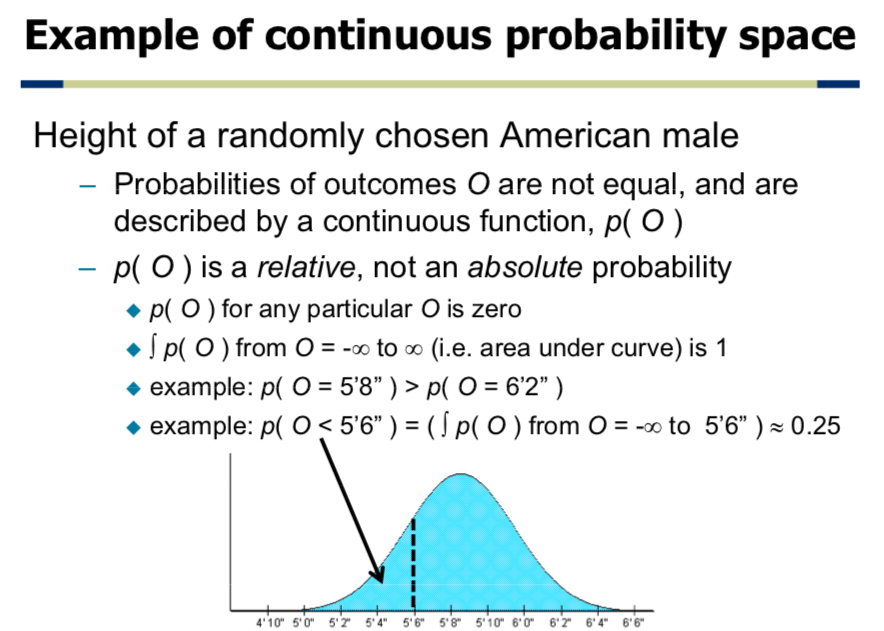 Example of continuous probability space
Height of a randomly chosen American male
– Probabilities of outcomes O are not equal, and are
described by a continuous function, p( O )
– p( O ) is a relative, not an absolute probability
◆ p( O ) for any particular O is zero
◆ ∫ p( O ) from O = -∞ to ∞ (i.e. area under curve) is 1
◆ example: p( O = 5’8” ) > p( O = 6’2” )
◆ example: p( O < 5’6” ) = ( ∫ p( O ) from O = -∞ to 5’6” ) ≈ 0.25
4'10" 5'0" 5'2" 5'4" 5'6" 5'8" 5'10" 6'0" 6'2" 6'4" 6'6"